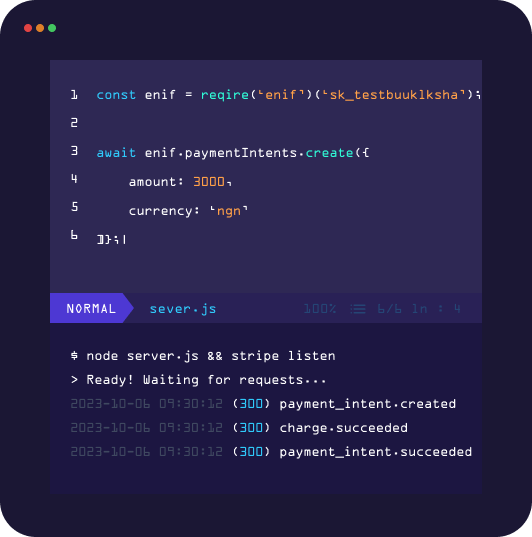 1 const enif = reqire('enif')('sk_testbuuklksha');
2
3 await enif.paymentIntents.create({
4 amount: 3000,
5 currency: 'ngn'
6 ]};|
NORMAL sever.js 100% 6/6 ln : 4
$ node server.js && stripe listen
> Ready! Waiting for requests...
2023-10-06 09:30:12 (300) payment_intent.created
2023-10-06 09:30:12 (300) charge.succeeded
2023-10-06 09:30:12 (300) payment_intent.succeeded